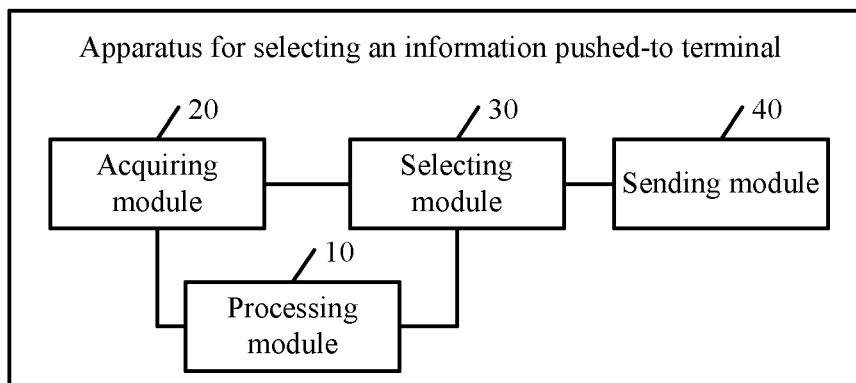 Apparatus for selecting an information pushed-to terminal
20
30
40
Acquiring
module
Selecting
module
Sending module
10
Processing
module